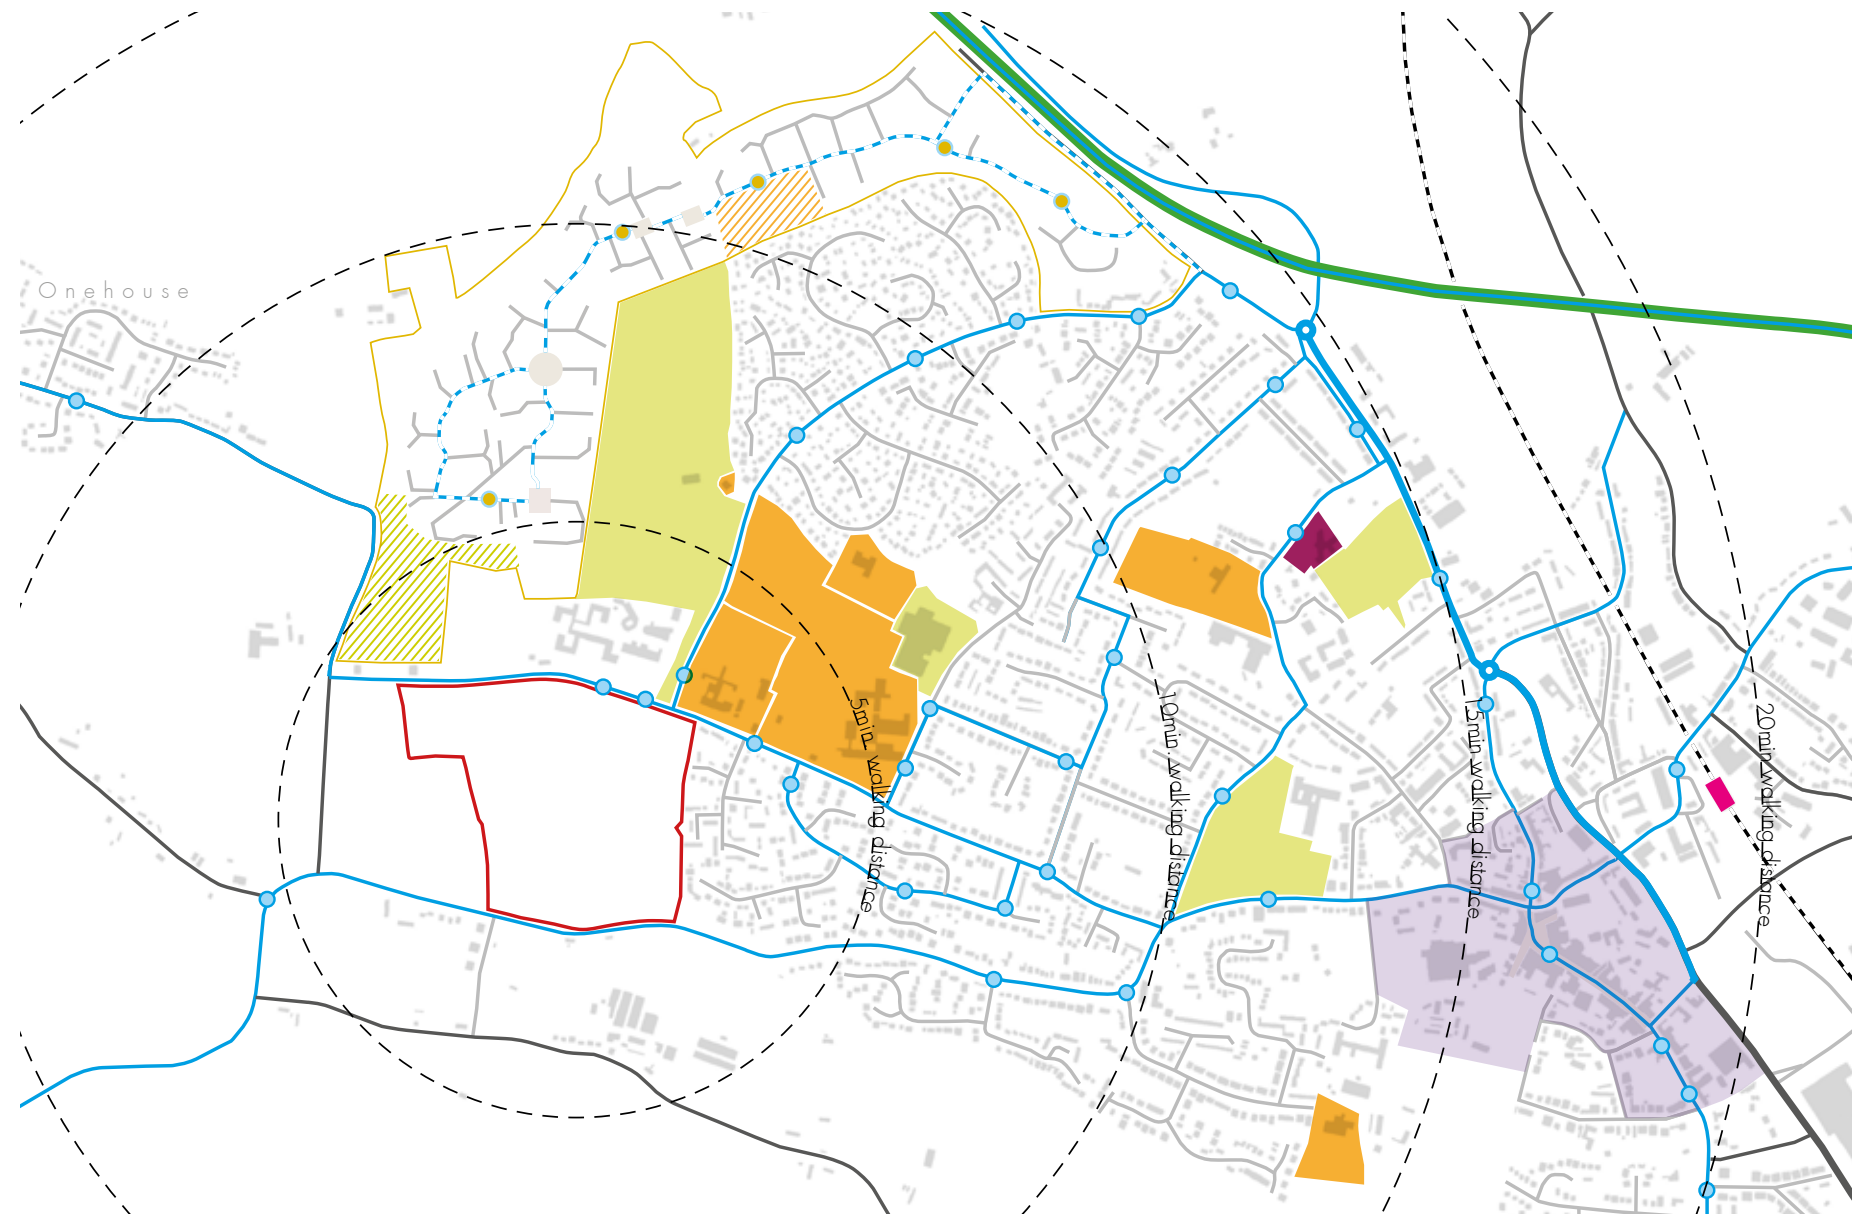 Onehouse
5min. walking distance
10min. walking distance
15min walking distance
20min walking distance